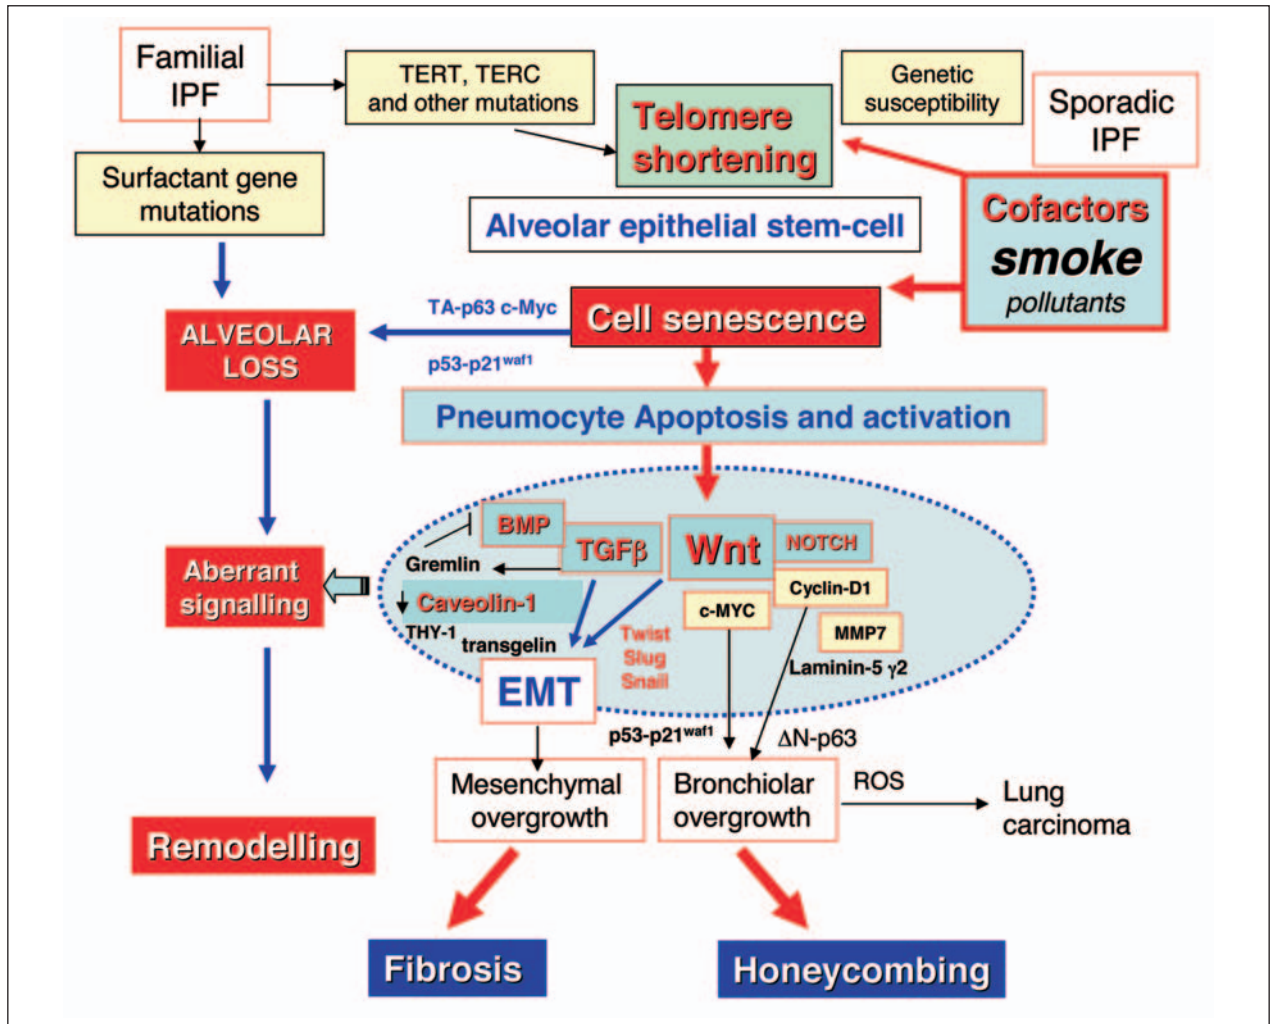 Familial
IPF
TERT, TERC
and other mutations
Genetic
susceptibility
Sporadic
IPF
Telomere
shortening
Surfactant gene
mutations
Alveolar epithelial stem-cell
Cofactors
smoke
pollutants
TA-p63 c-Myc
Cell senescence
ALVEOLAR
LOSS
p53-p21waf1
Pneumocyte Apoptosis and activation
BMP
TGFβ
Wnt
NOTCH
Gremlin
Aberrant
signalling
Caveolin-1
Cyclin-D1
c-MYC
THY-1
transgelin
Twist
Slug
Snail
MMP7
Laminin-5 γ2
EMT
p53-p21waf1
ΔN-p63
Mesenchymal
overgrowth
Bronchiolar
overgrowth
ROS
Lung
carcinoma
Remodelling
Fibrosis
Honeycombing